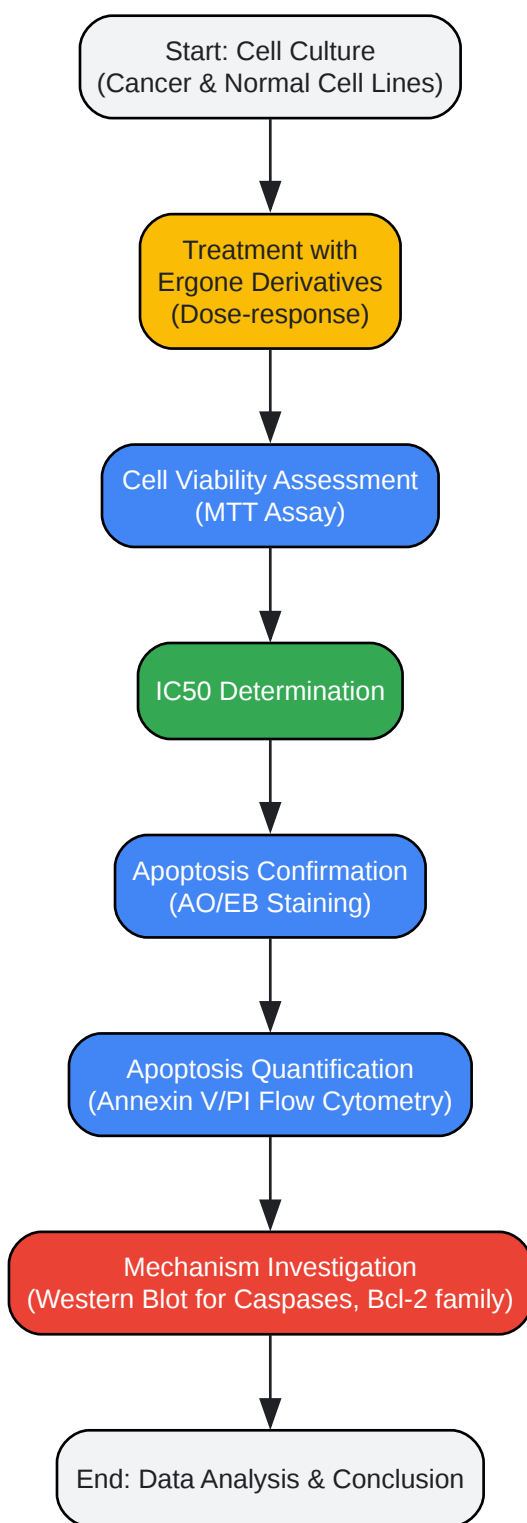 Start: Cell Culture
(Cancer & Normal Cell Lines)
Treatment with
Ergone Derivatives
(Dose-response)
Cell Viability Assessment
(MTT Assay)
IC50 Determination
Apoptosis Confirmation
(AO/EB Staining)
Apoptosis Quantification
(Annexin V/PI Flow Cytometry)
Mechanism Investigation
(Western Blot for Caspases, Bcl-2 family)
End: Data Analysis & Conclusion